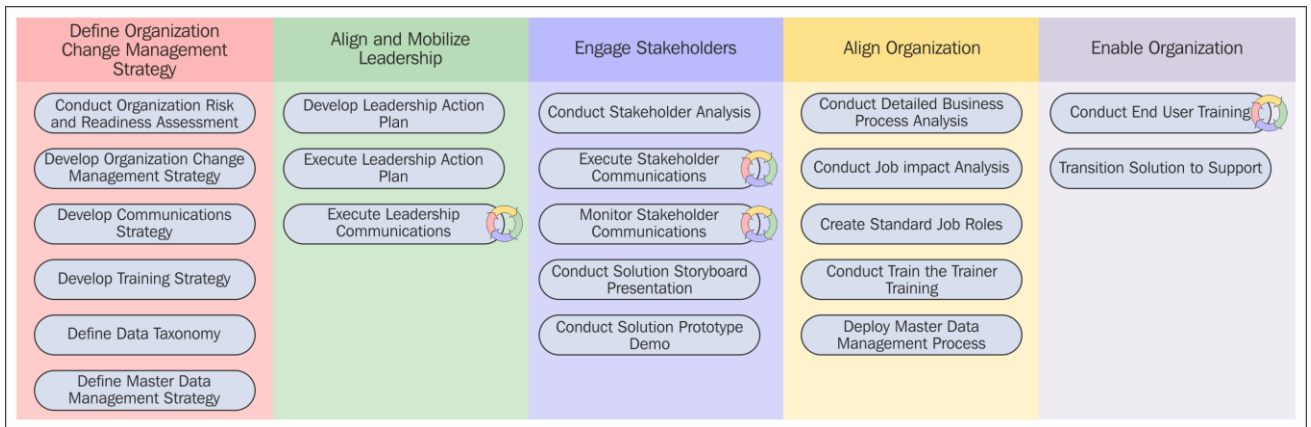 Define Organization
Change Management
Strategy
Conduct Organization Risk
and Readiness Assessment
Develop Organization Change
Management Strategy
Develop Communications
Strategy
Develop Training Strategy
Define Data Taxonomy
Define Master Data
Management Strategy
Align and Mobilize
Leadership
Develop Leadership Action
Plan
Execute Leadership Action
Plan
Execute Leadership
Communications
Engage Stakeholders
Conduct Stakeholder Analysis
Execute Stakeholder
Communications
Monitor Stakeholder
Communications
Conduct Solution Storyboard
Presentation
Conduct Solution Prototype
Demo
Align Organization
Conduct Detailed Business
Process Analysis
Conduct Job impact Analysis
Create Standard Job Roles
Conduct Train the Trainer
Training
Deploy Master Data
Management Process
Enable Organization
Conduct End User Training
Transition Solution to Support